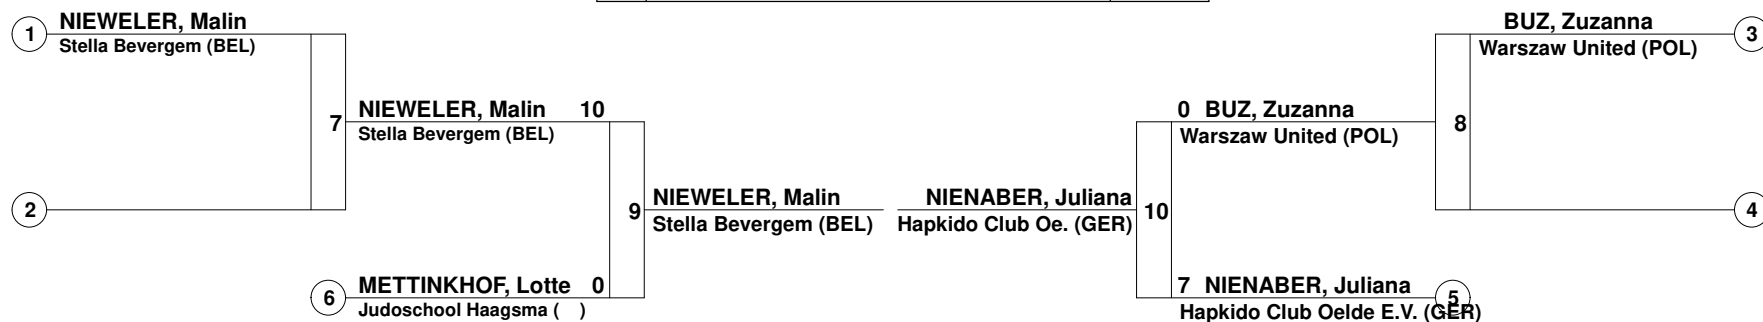 1 NIEWELER, Malin
Stella Bevergem (BEL)
BUZ, Zuzanna 3
Warszaw United (POL)
7 NIEWELER, Malin 10
Stella Bevergem (BEL)
0 BUZ, Zuzanna 8
Warszaw United (POL)
2
9 NIEWELER, Malin
Stella Bevergem (BEL)
NIENABER, Juliana 10
Hapkido Club Oe. (GER)
4
6 METTINKHOF, Lotte 0
Judoschool Haagsma ( )
7 NIENABER, Juliana 5
Hapkido Club Oelde E.V. (GER)